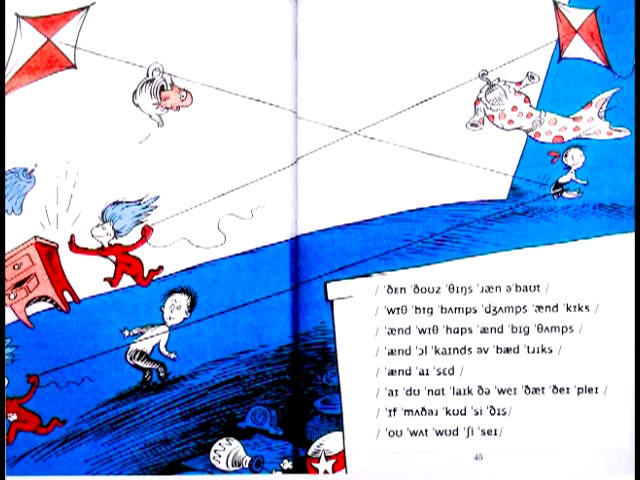 / ˈðɛn ˈðoʊz ˈθɪŋs ˈɹæn əˈbaʊt /
/ ˈwɪθ ˈbɪg ˈbʌmps ˈdʒʌmps ˈænd ˈkɪks /
/ ˈænd wɪθ ˈhɑps ˈænd ˈbɪg ˈθʌmps /
/ ˈænd ˈɔl ˈkaɪnds əv ˈbæd ˈtɹɪks /
/ ˈænd ˈaɪ ˈsɛd /
/ ˈaɪ ˈdu ˈnɑt ˈlaɪk ðə ˈweɪ ˈðæt ˈðeɪ ˈpleɪ /
/ ˈɪf ˈmʌðəɹ ˈkʊd ˈsi ˈðɪs/
/ ˈoʊ ˈwʌt ˈwʊd ˈʃi ˈseɪ/
45